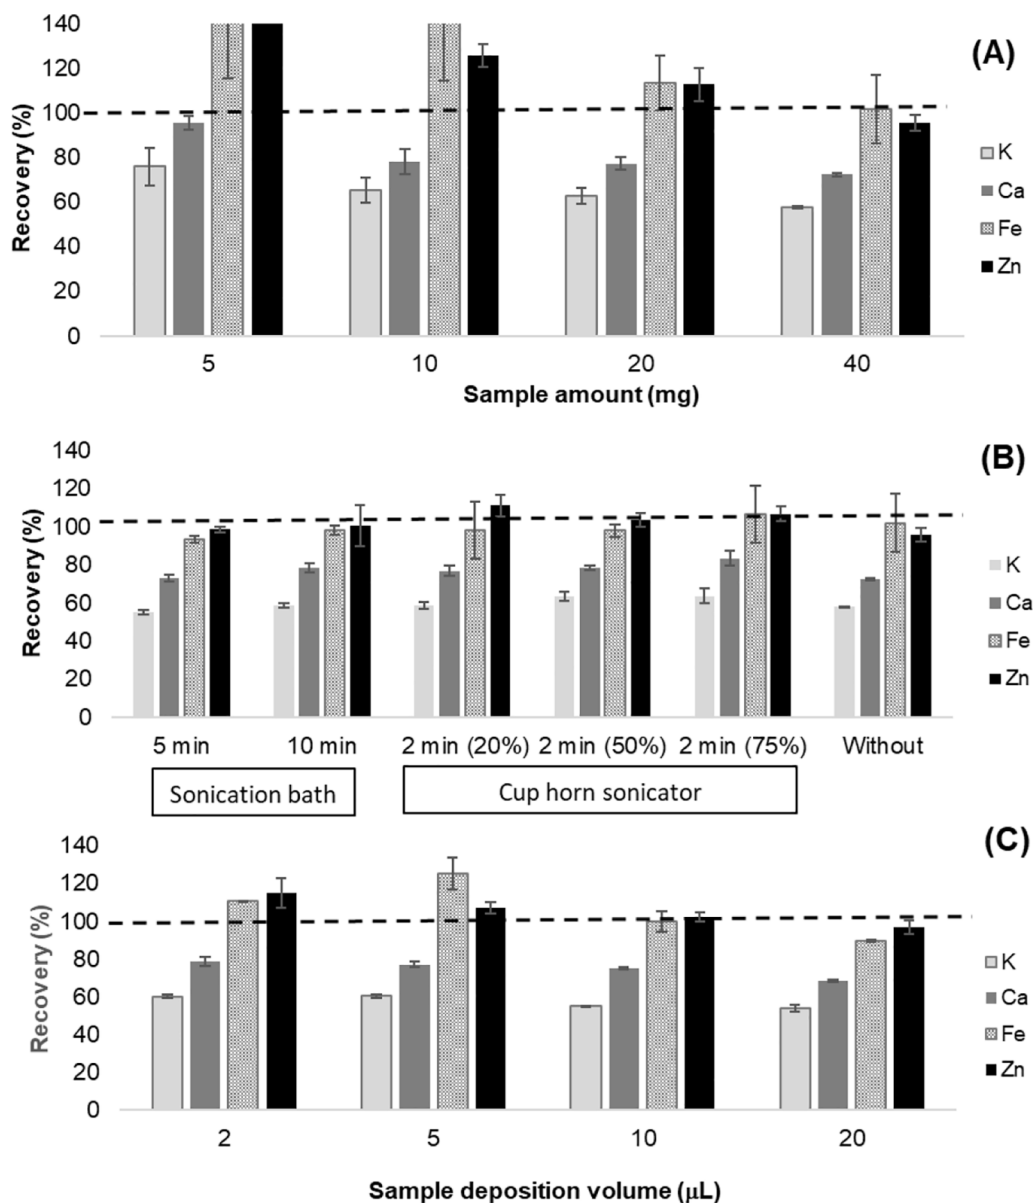 (A)
Recovery (%)
140
120
100
80
60
40
20
0
K
Ca
Fe
Zn
5 10 20 40
Sample amount (mg)
(B)
Recovery (%)
140
120
100
80
60
40
20
0
K
Ca
Fe
Zn
5 min 10 min 2 min (20%) 2 min (50%) 2 min (75%) Without
Sonication bath Cup horn sonicator
(C)
Recovery (%)
140
120
100
80
60
40
20
0
K
Ca
Fe
Zn
2 5 10 20
Sample deposition volume (µL)